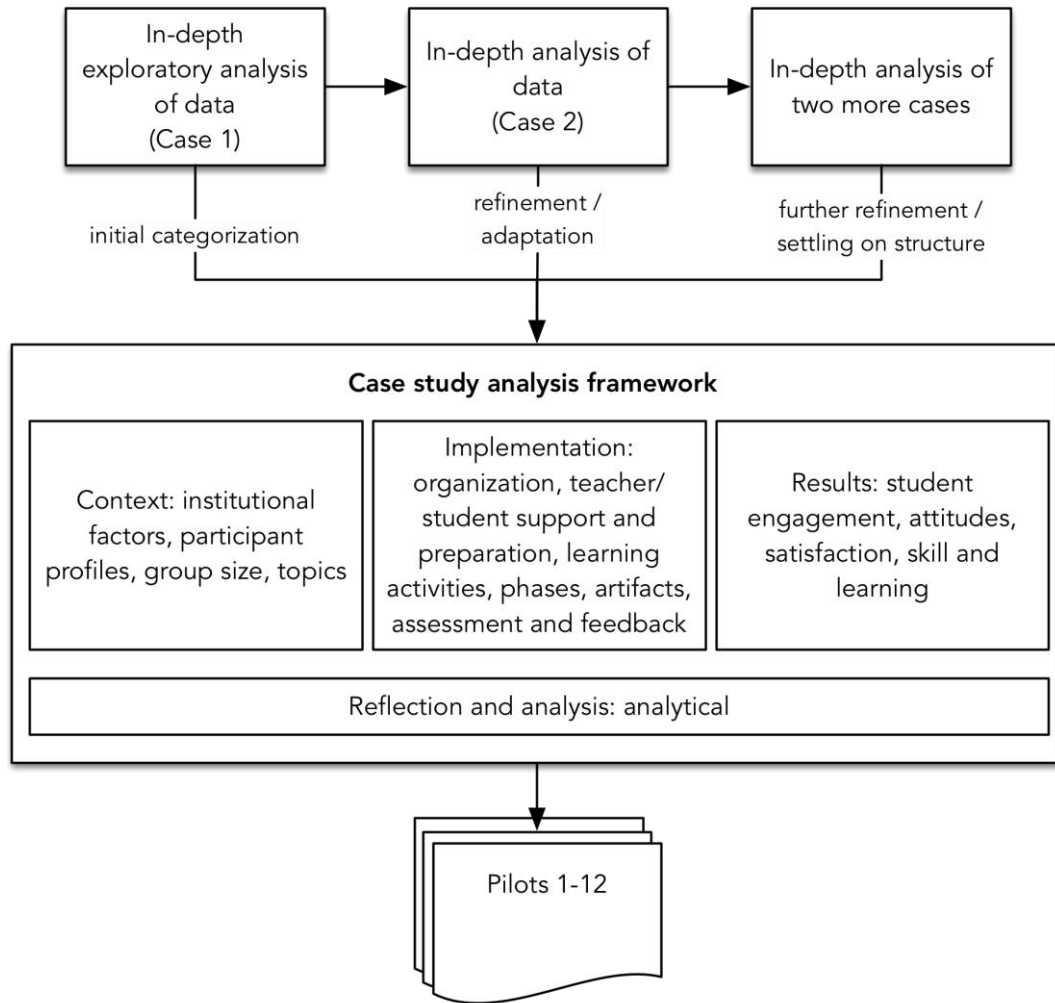 In-depth
exploratory analysis
of data
(Case 1)
In-depth analysis of
data
(Case 2)
In-depth analysis of
two more cases
initial categorization
refinement /
adaptation
further refinement /
settling on structure
Case study analysis framework
Context: institutional
factors, participant
profiles, group size, topics
Implementation:
organization, teacher/
student support and
preparation, learning
activities, phases, artifacts,
assessment and feedback
Results: student
engagement, attitudes,
satisfaction, skill and
learning
Reflection and analysis: analytical
Pilots 1-12